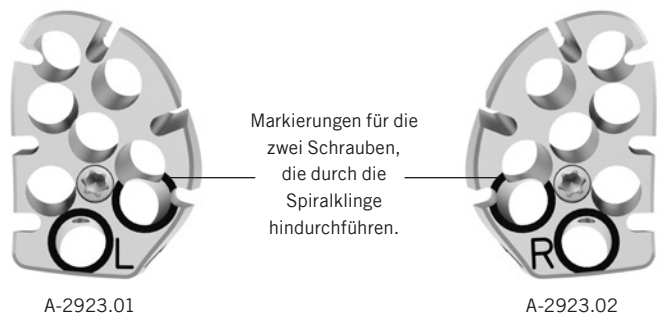 Markierungen für die
zwei Schrauben,
die durch die
Spiralklinge
hindurchführen.
L
R
A-2923.01
A-2923.02